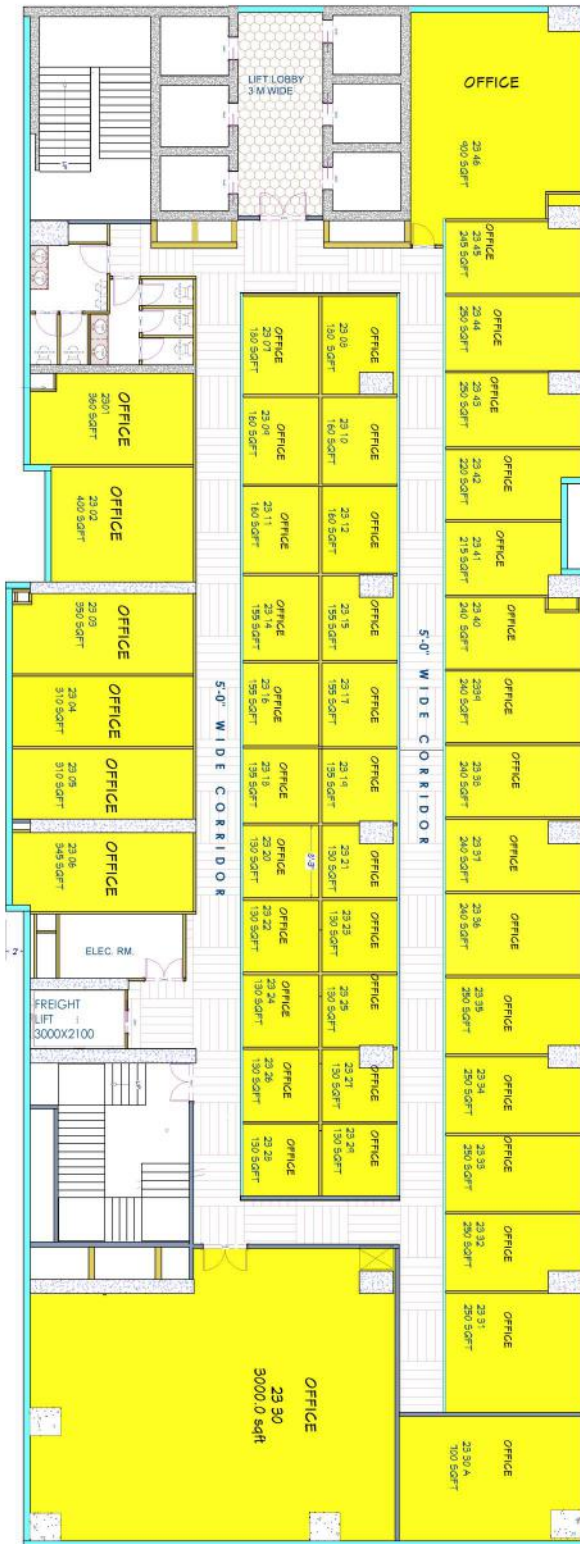 LIFT LOBBY
3 M WIDE
OFFICE
23 46
900 SQFT
OFFICE
23 45
245 SQFT
OFFICE
23 44
250 SQFT
OFFICE
23 43
250 SQFT
OFFICE
23 42
220 SQFT
OFFICE
23 41
215 SQFT
OFFICE
23 40
240 SQFT
OFFICE
2339
240 SQFT
OFFICE
23 38
240 SQFT
OFFICE
23 37
240 SQFT
OFFICE
23 36
240 SQFT
OFFICE
23 35
250 SQFT
OFFICE
23 34
250 SQFT
OFFICE
23 33
250 SQFT
OFFICE
23 32
250 SQFT
OFFICE
23 31
250 SQFT
OFFICE
23 30 A
700 SQFT
5'-0" WIDE CORRIDOR
OFFICE
23 08
180 SQFT
OFFICE
23 10
160 SQFT
OFFICE
23 12
160 SQFT
OFFICE
23 15
155 SQFT
OFFICE
23 17
155 SQFT
OFFICE
23 19
135 SQFT
OFFICE
23 21
130 SQFT
OFFICE
23 23
130 SQFT
OFFICE
23 25
130 SQFT
OFFICE
23 27
130 SQFT
OFFICE
23 29
130 SQFT
OFFICE
23 07
180 SQFT
OFFICE
23 09
160 SQFT
OFFICE
23 11
160 SQFT
OFFICE
23 14
155 SQFT
OFFICE
23 16
155 SQFT
OFFICE
23 18
135 SQFT
OFFICE
23 20
130 SQFT
OFFICE
23 22
130 SQFT
OFFICE
23 24
130 SQFT
OFFICE
23 26
130 SQFT
OFFICE
23 28
130 SQFT
5'-0" WIDE CORRIDOR
OFFICE
2301
360 SQFT
OFFICE
23 02
400 SQFT
OFFICE
23 03
350 SQFT
OFFICE
23 04
310 SQFT
OFFICE
23 05
310 SQFT
OFFICE
23 06
345 SQFT
ELEC. RM.
FREIGHT
LIFT
3000X2100
OFFICE
23 30
3000.0 sqft